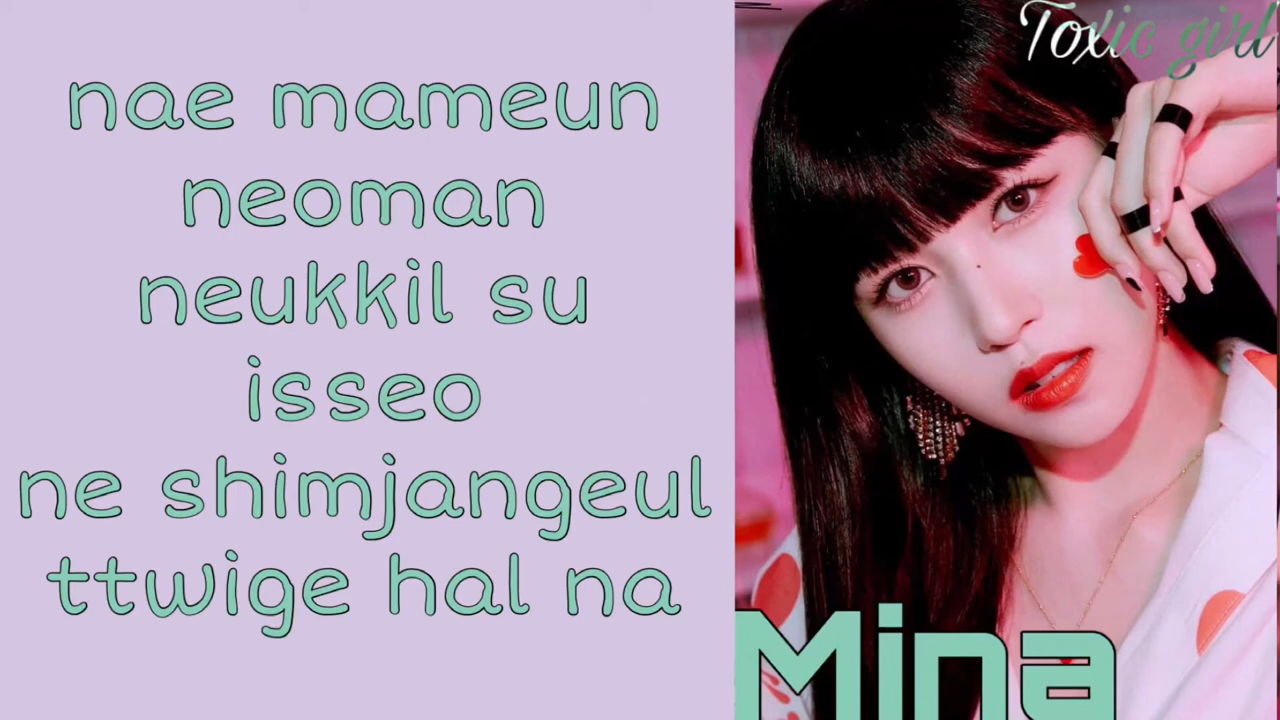 nae mameun
neoman
neukkil su
isseo
ne shimjangeul
ttwige hal na
Toxic girl
Mina